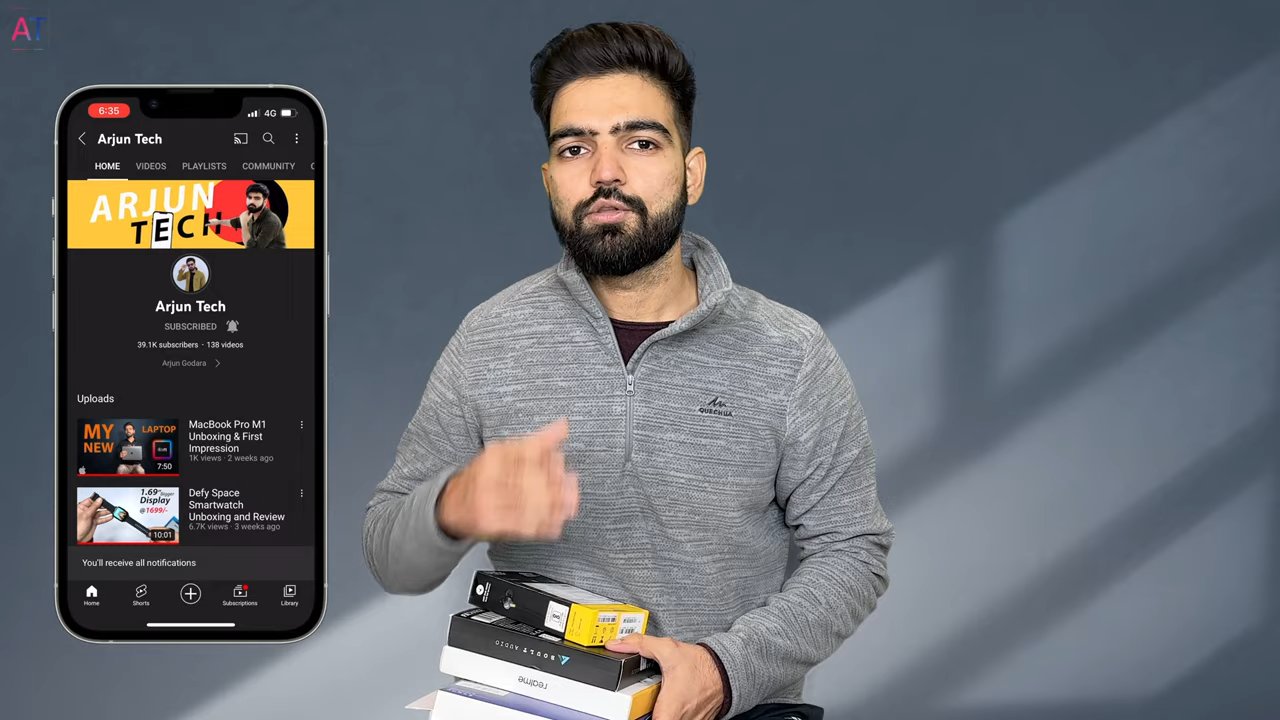 AT
6:35
4G
Arjun Tech
HOME VIDEOS PLAYLISTS COMMUNITY
ARJUN
TECH
Arjun Tech
SUBSCRIBED
39.1K subscribers · 138 videos
Arjun Godara
Uploads
MY NEW LAPTOP
7:50
MacBook Pro M1
Unboxing & First
Impression
1K views · 2 weeks ago
1.69" Bigger
Display
@1699/-
10:01
Defy Space
Smartwatch
Unboxing and Review
6.7K views · 3 weeks ago
You'll receive all notifications
Home Shorts Subscriptions Library
QUECHUA
BOULT AUDIO
realme